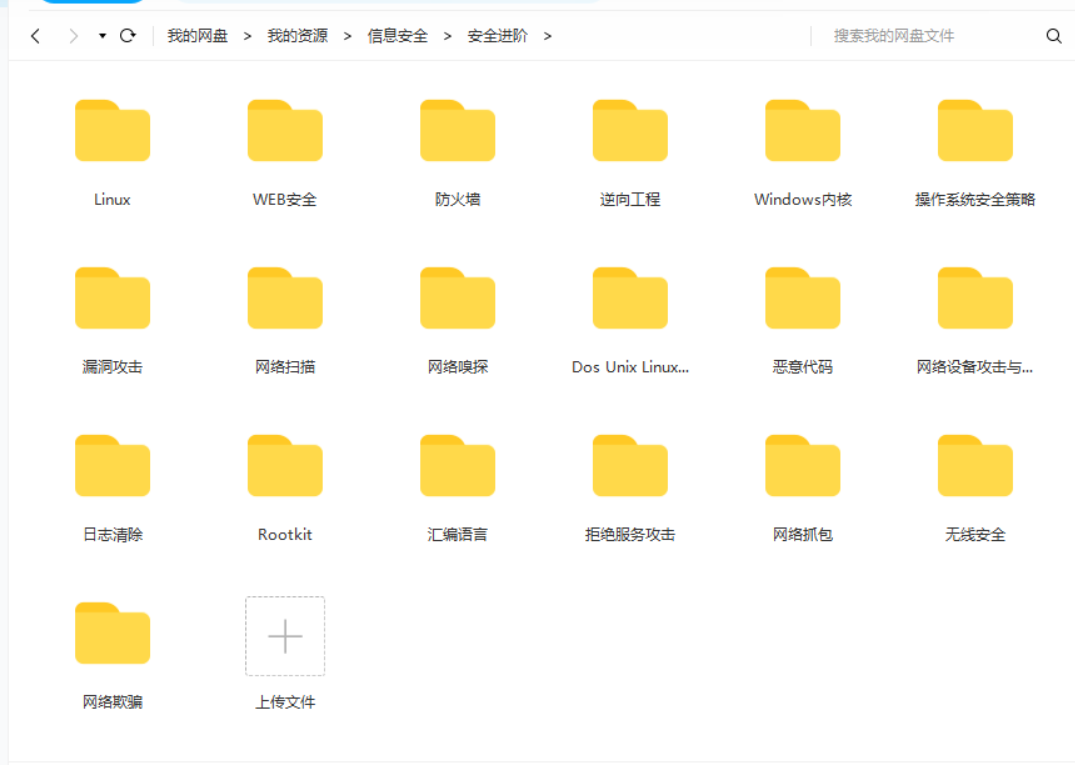 我的网盘 > 我的资源 > 信息安全 > 安全进阶 > 搜索我的网盘文件
Linux WEB安全 防火墙 逆向工程 Windows内核 操作系统安全策略
漏洞攻击 网络扫描 网络嗅探 Dos Unix Linux... 恶意代码 网络设备攻击与...
日志清除 Rootkit 汇编语言 拒绝服务攻击 网络抓包 无线安全
网络欺骗 上传文件